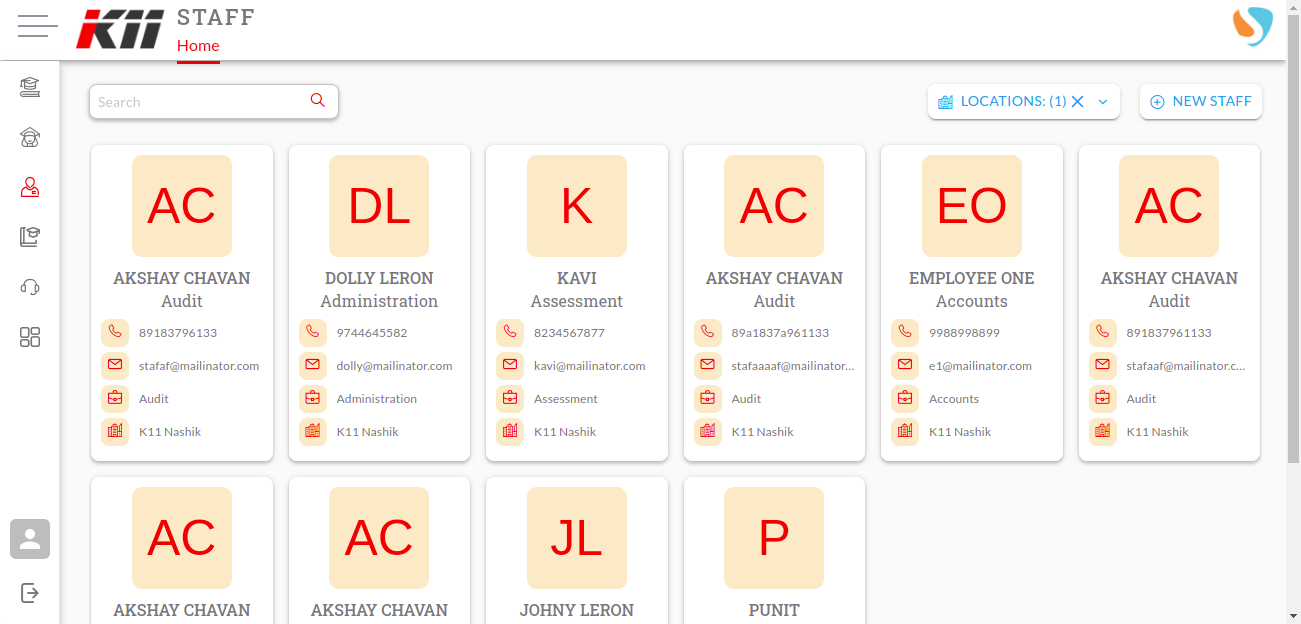 K11
STAFF
Home
Search
LOCATIONS: (1)
NEW STAFF
AC
AKSHAY CHAVAN
Audit
89183796133
stafaf@mailinator.com
Audit
K11 Nashik
DL
DOLLY LERON
Administration
9744645582
dolly@mailinator.com
Administration
K11 Nashik
K
KAVI
Assessment
8234567877
kavi@mailinator.com
Assessment
K11 Nashik
AC
AKSHAY CHAVAN
Audit
89a1837a961133
stafaaaaf@mailinator...
Audit
K11 Nashik
EO
EMPLOYEE ONE
Accounts
9988998899
e1@mailinator.com
Accounts
K11 Nashik
AC
AKSHAY CHAVAN
Audit
891837961133
stafaaf@mailinator.c...
Audit
K11 Nashik
AC
AKSHAY CHAVAN
AC
AKSHAY CHAVAN
JL
JOHNY LERON
P
PUNIT